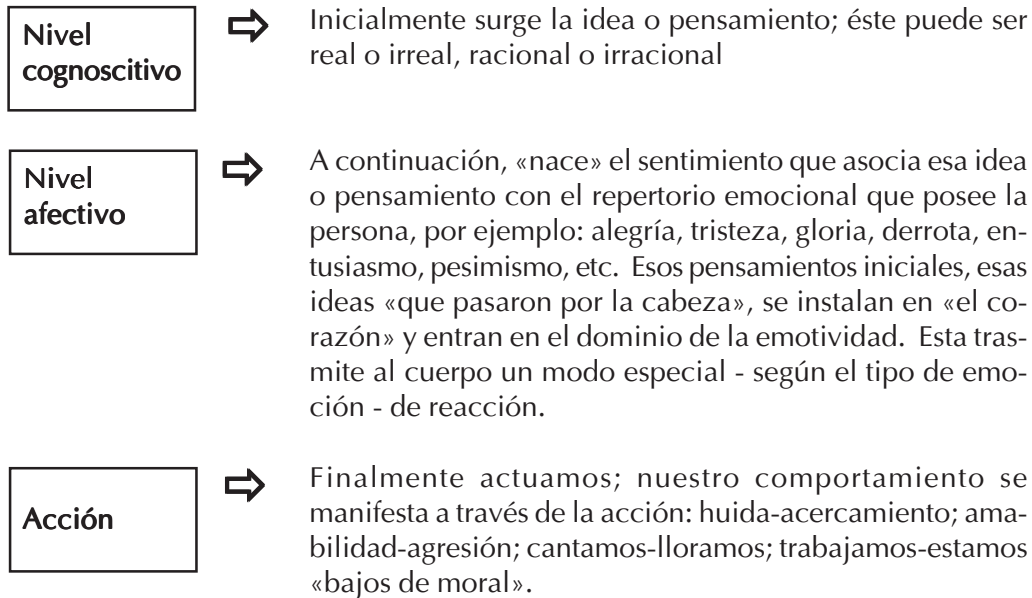 Nivel
cognoscitivo
Inicialmente surge la idea o pensamiento; éste puede ser
real o irreal, racional o irracional
Nivel
afectivo
A continuación, «nace» el sentimiento que asocia esa idea
o pensamiento con el repertorio emocional que posee la
persona, por ejemplo: alegría, tristeza, gloria, derrota, en-
tusiasmo, pesimismo, etc. Esos pensamientos iniciales, esas
ideas «que pasaron por la cabeza», se instalan en «el co-
razón» y entran en el dominio de la emotividad. Esta tras-
mite al cuerpo un modo especial - según el tipo de emo-
ción - de reacción.
Acción
Finalmente actuamos; nuestro comportamiento se
manifesta a través de la acción: huida-acercamiento; ama-
bilidad-agresión; cantamos-lloramos; trabajamos-estamos
«bajos de moral».